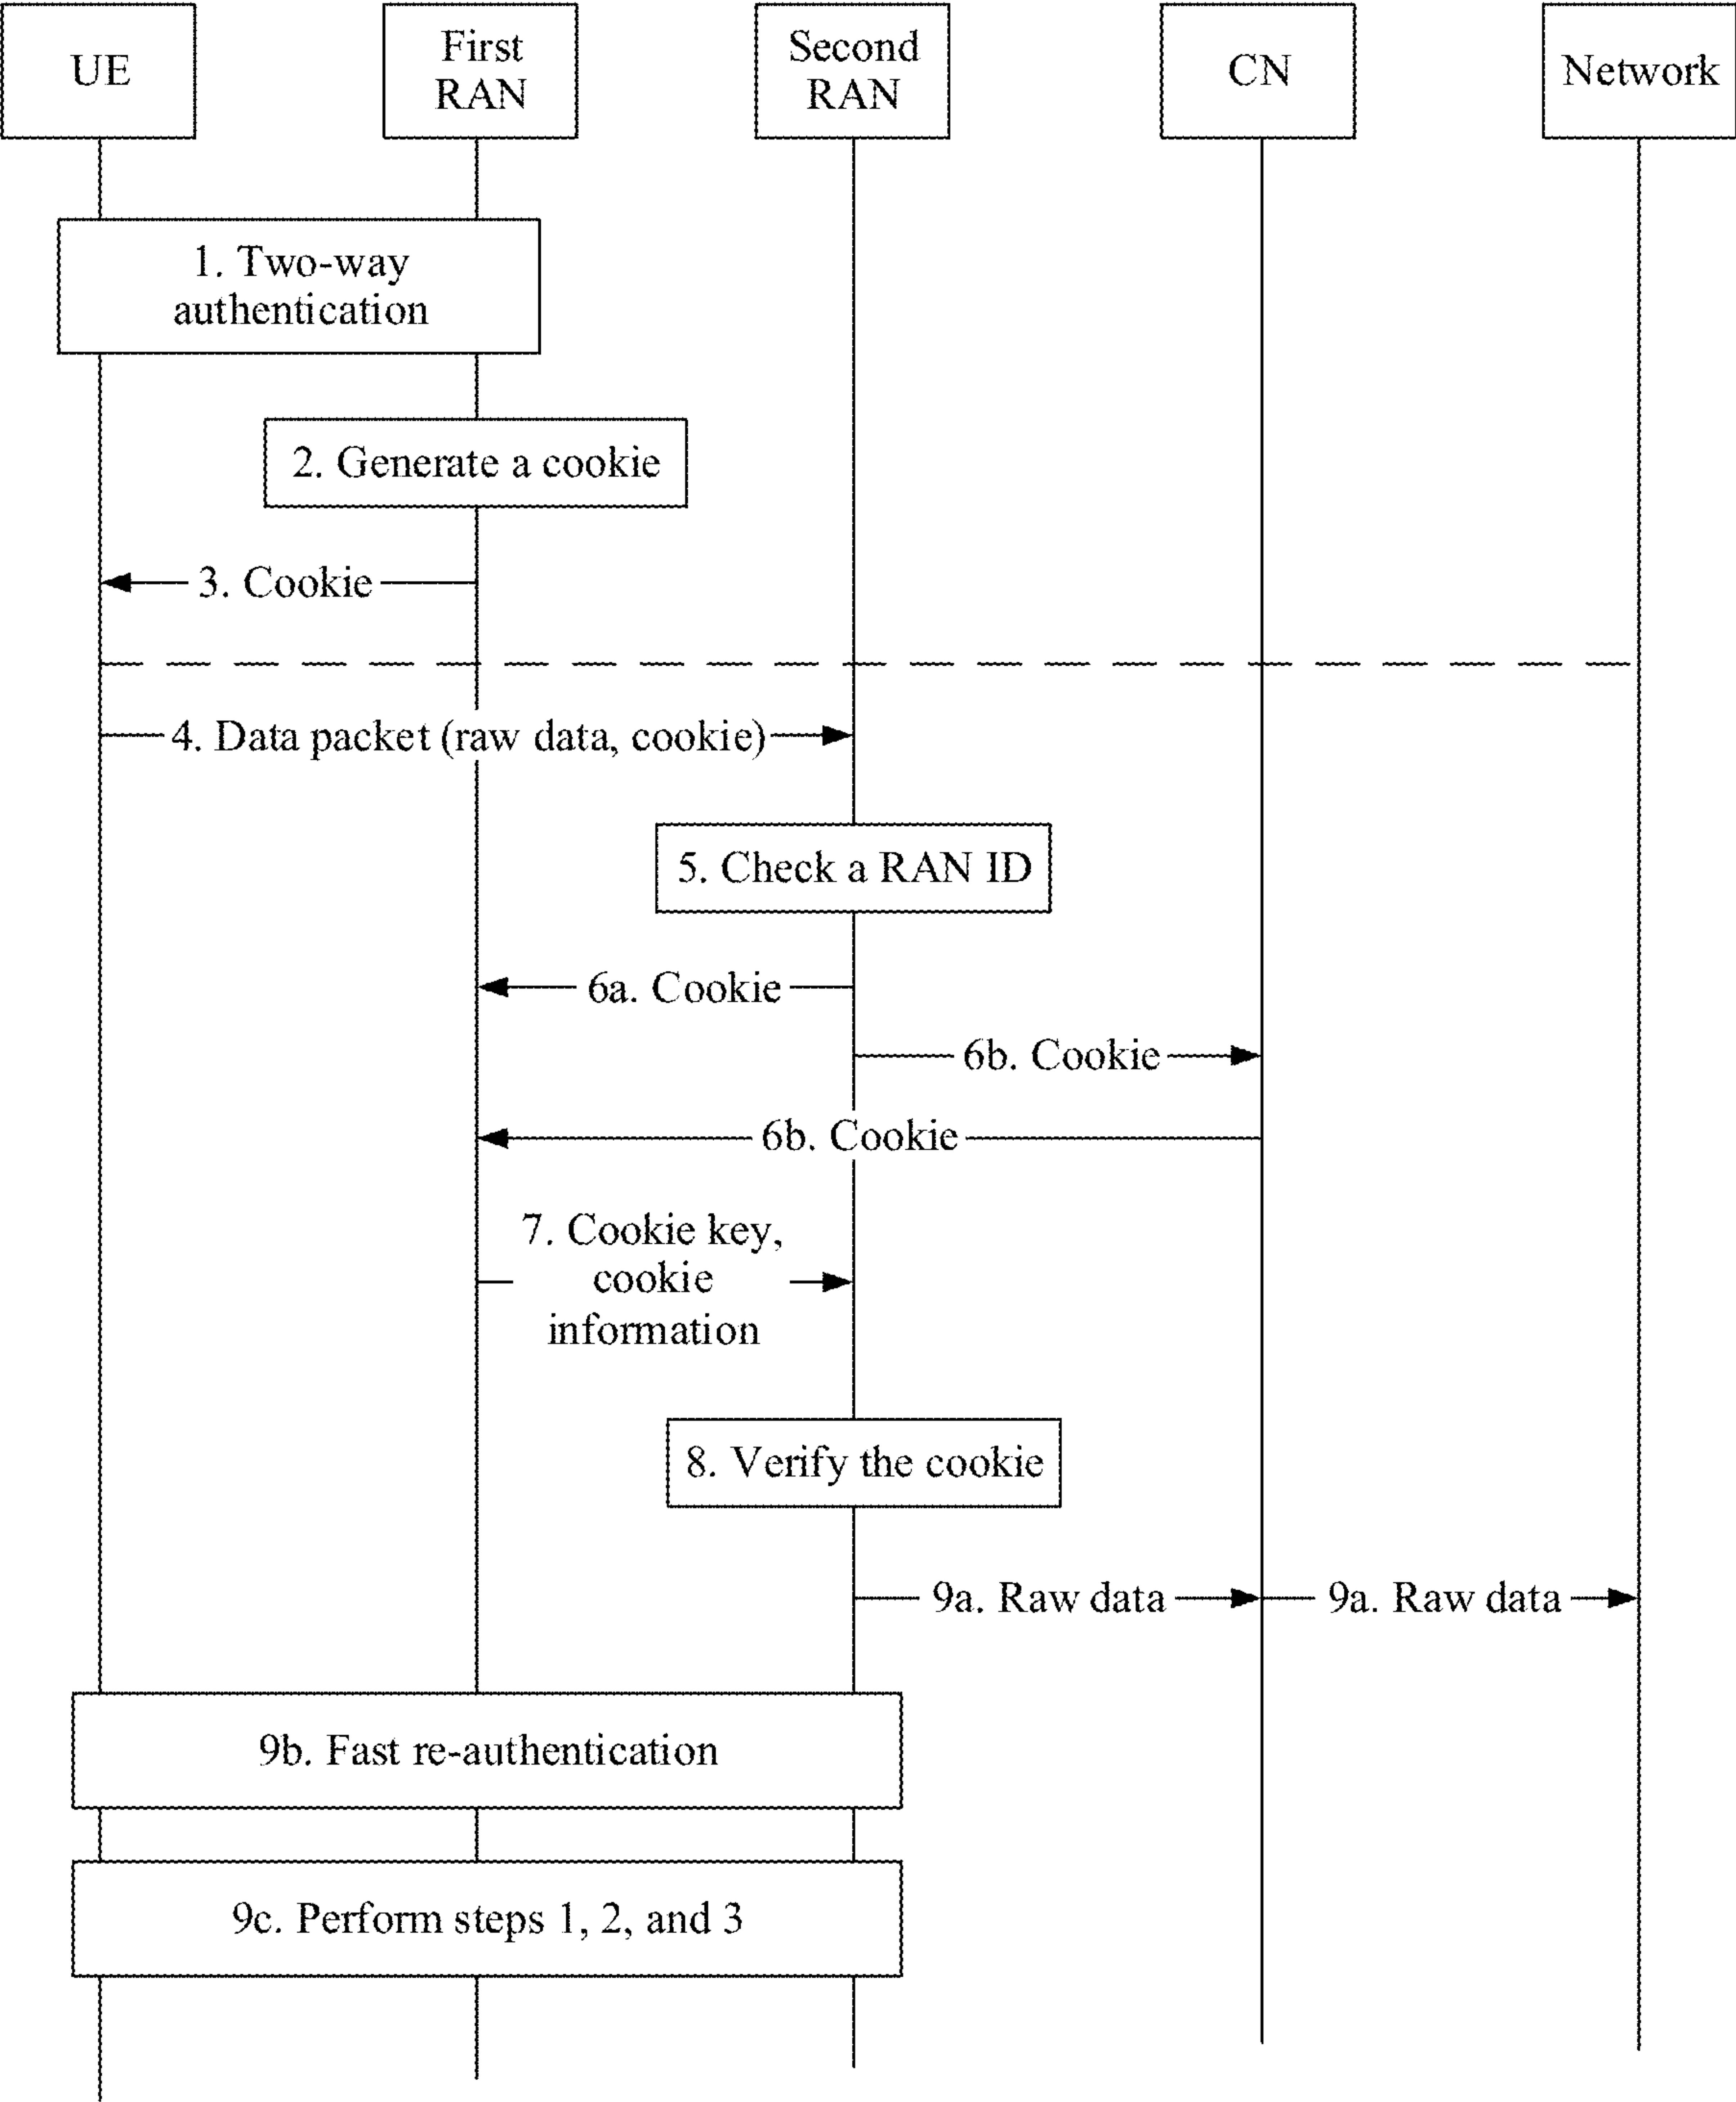 UE
First
RAN
Second
RAN
CN
Network
1. Two-way
authentication
2. Generate a cookie
3. Cookie
4. Data packet (raw data, cookie)
5. Check a RAN ID
6a. Cookie
6b. Cookie
6b. Cookie
7. Cookie key,
cookie
information
8. Verify the cookie
9a. Raw data
9a. Raw data
9b. Fast re-authentication
9c. Perform steps 1, 2, and 3